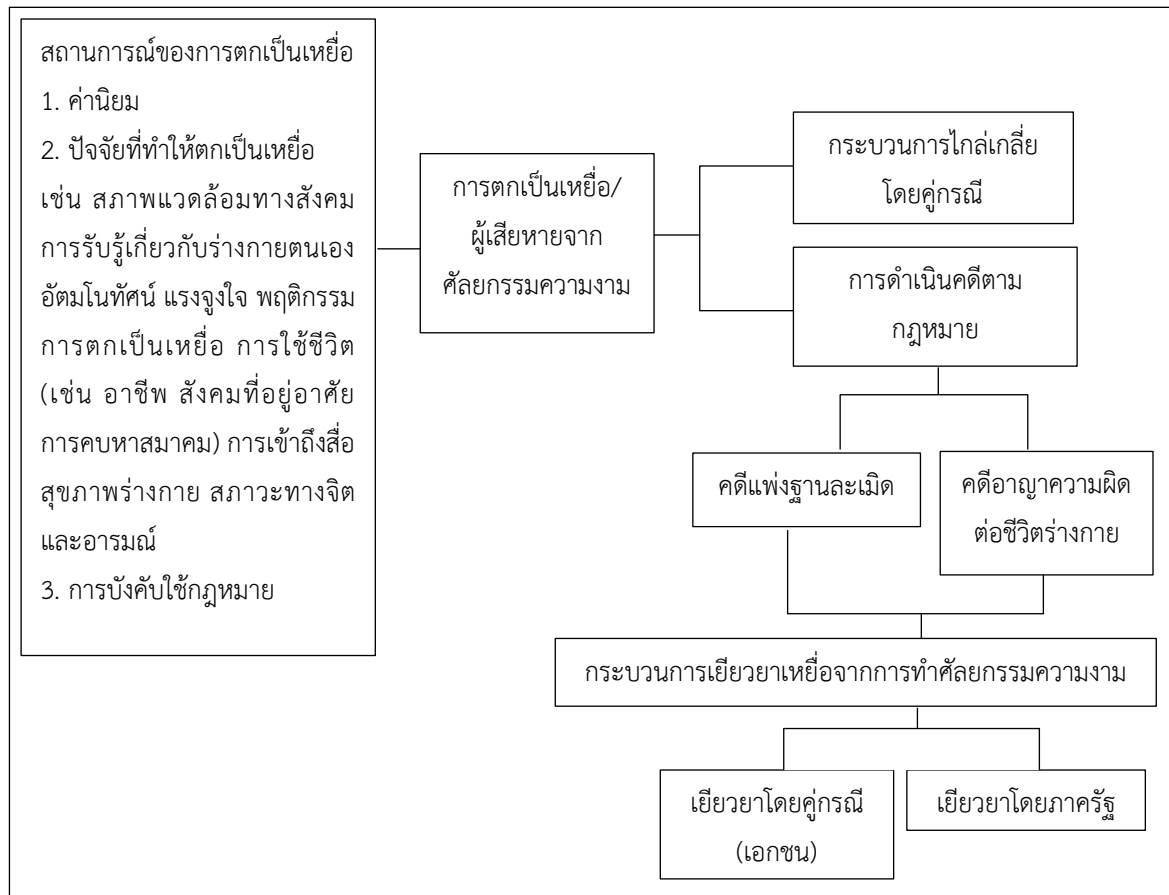 สถานการณ์ของการตกเป็นเหยื่อ
1. ค่านิยม
2. ปัจจัยที่ทำให้ตกเป็นเหยื่อ
เช่น สภาพแวดล้อมทางสังคม
การรับรู้เกี่ยวกับร่างกายตนเอง
อัตมโนทัศน์ แรงจูงใจ พฤติกรรม
การตกเป็นเหยื่อ การใช้ชีวิต
(เช่น อาชีพ สังคมที่อยู่อาศัย
การคบหาสมาคม) การเข้าถึงสื่อ
สุขภาพร่างกาย สภาวะทางจิต
และอารมณ์
3. การบังคับใช้กฎหมาย
การตกเป็นเหยื่อ/
ผู้เสียหายจาก
ศัลยกรรมความงาม
กระบวนการไกล่เกลี่ย
โดยคู่กรณี
การดำเนินคดีตาม
กฎหมาย
คดีแพ่งฐานละเมิด
คดีอาญาความผิด
ต่อชีวิตร่างกาย
กระบวนการเยียวยาเหยื่อจากการทำศัลยกรรมความงาม
เยียวยาโดยคู่กรณี
(เอกชน)
เยียวยาโดยภาครัฐ